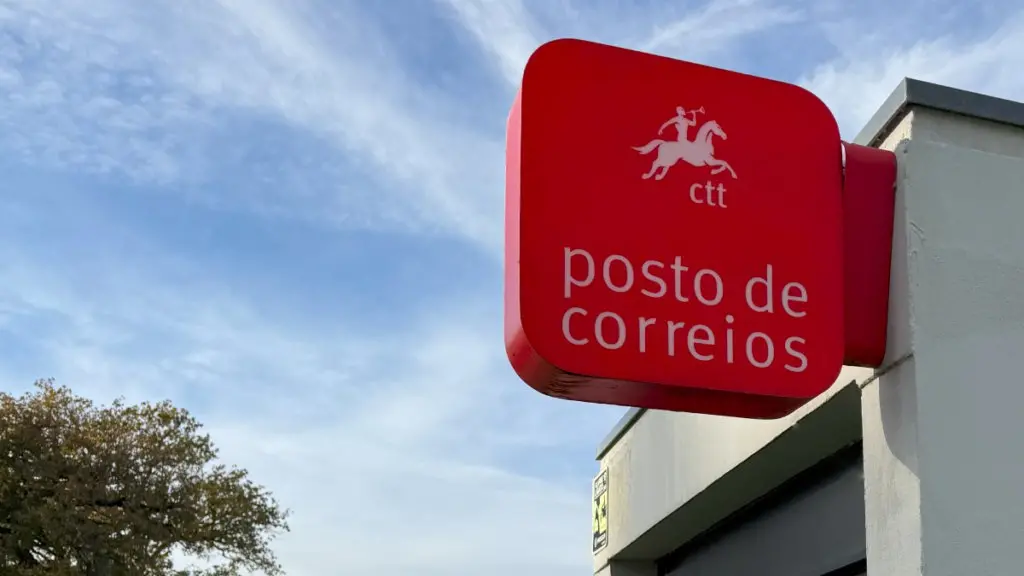 ctt
posto de
correios